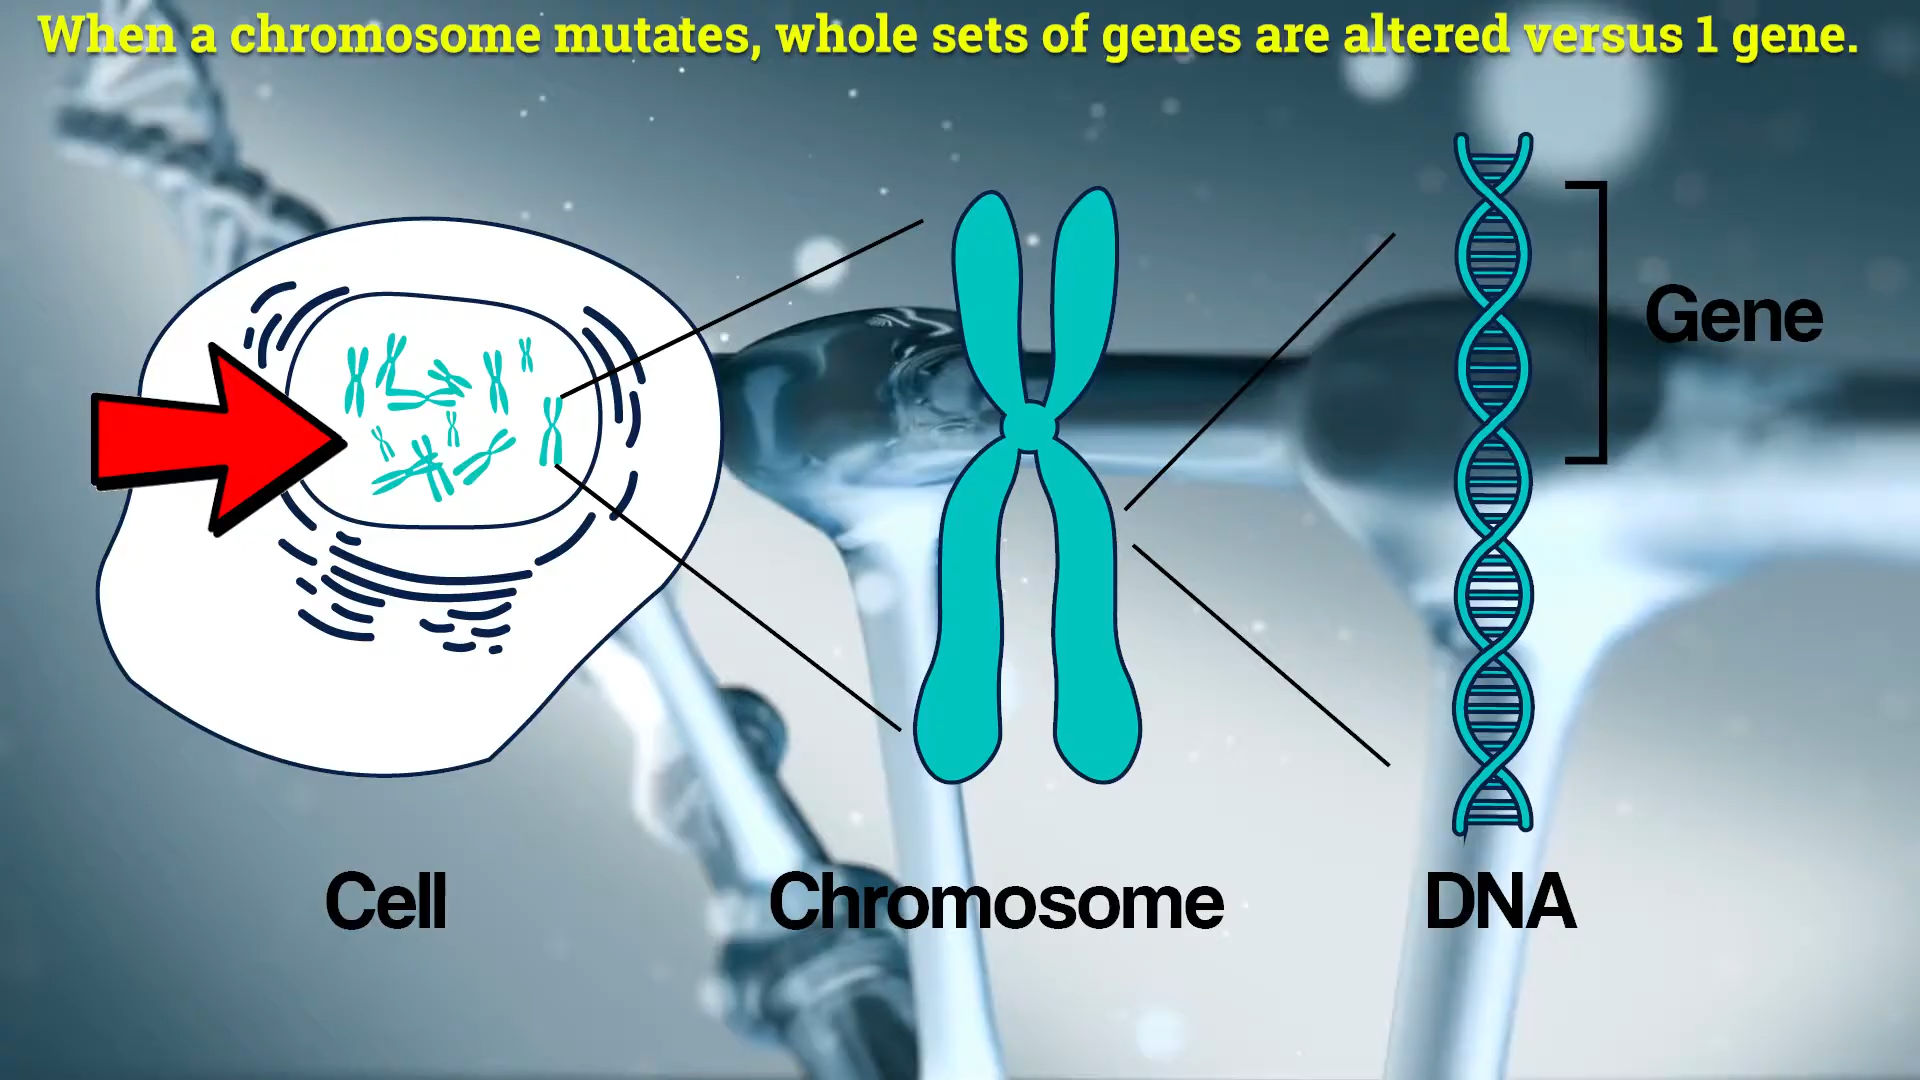 When a chromosome mutates, whole sets of genes are altered versus 1 gene.
Gene
Cell
Chromosome
DNA